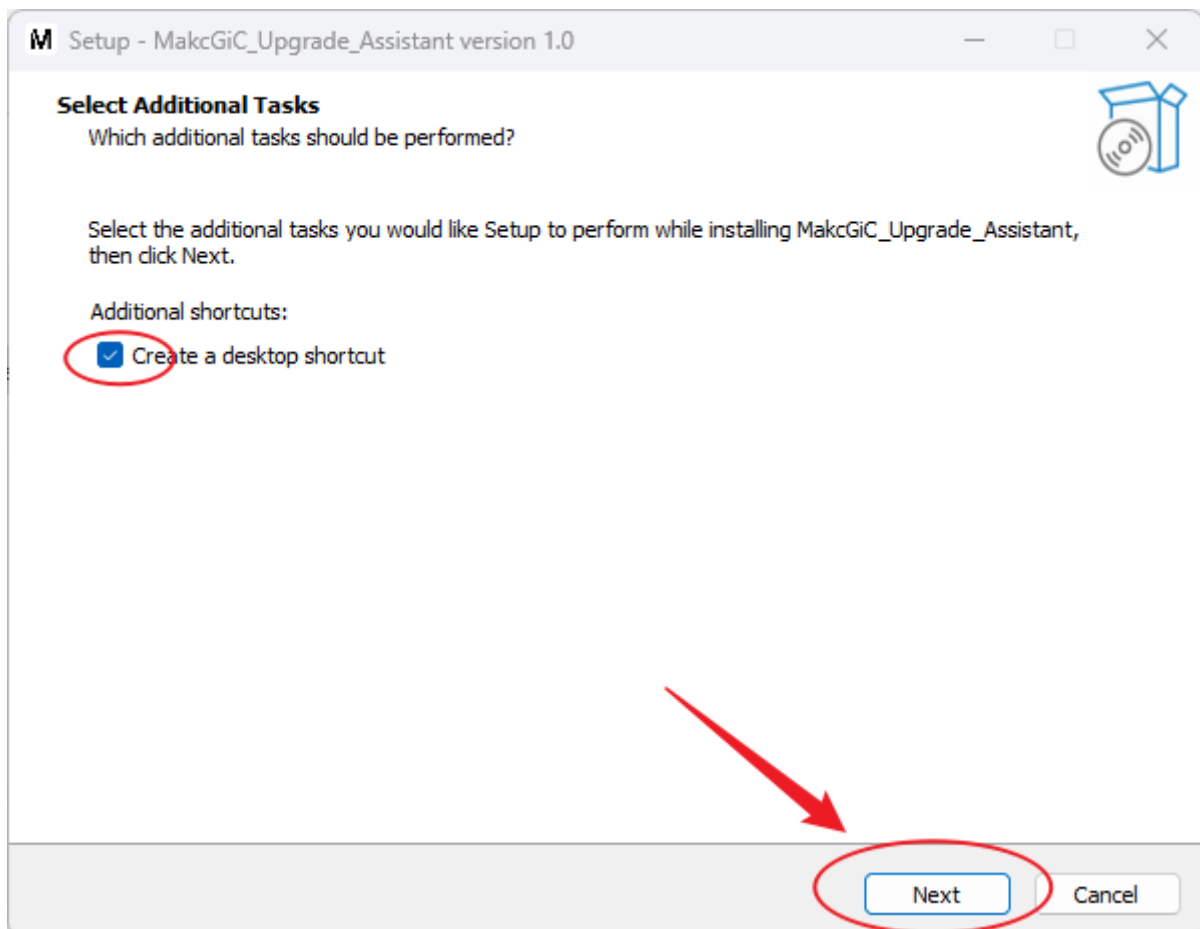 M Setup - MakcGiC_Upgrade_Assistant version 1.0
Select Additional Tasks
Which additional tasks should be performed?
Select the additional tasks you would like Setup to perform while installing MakcGiC_Upgrade_Assistant,
then click Next.
Additional shortcuts:
Create a desktop shortcut
Next
Cancel